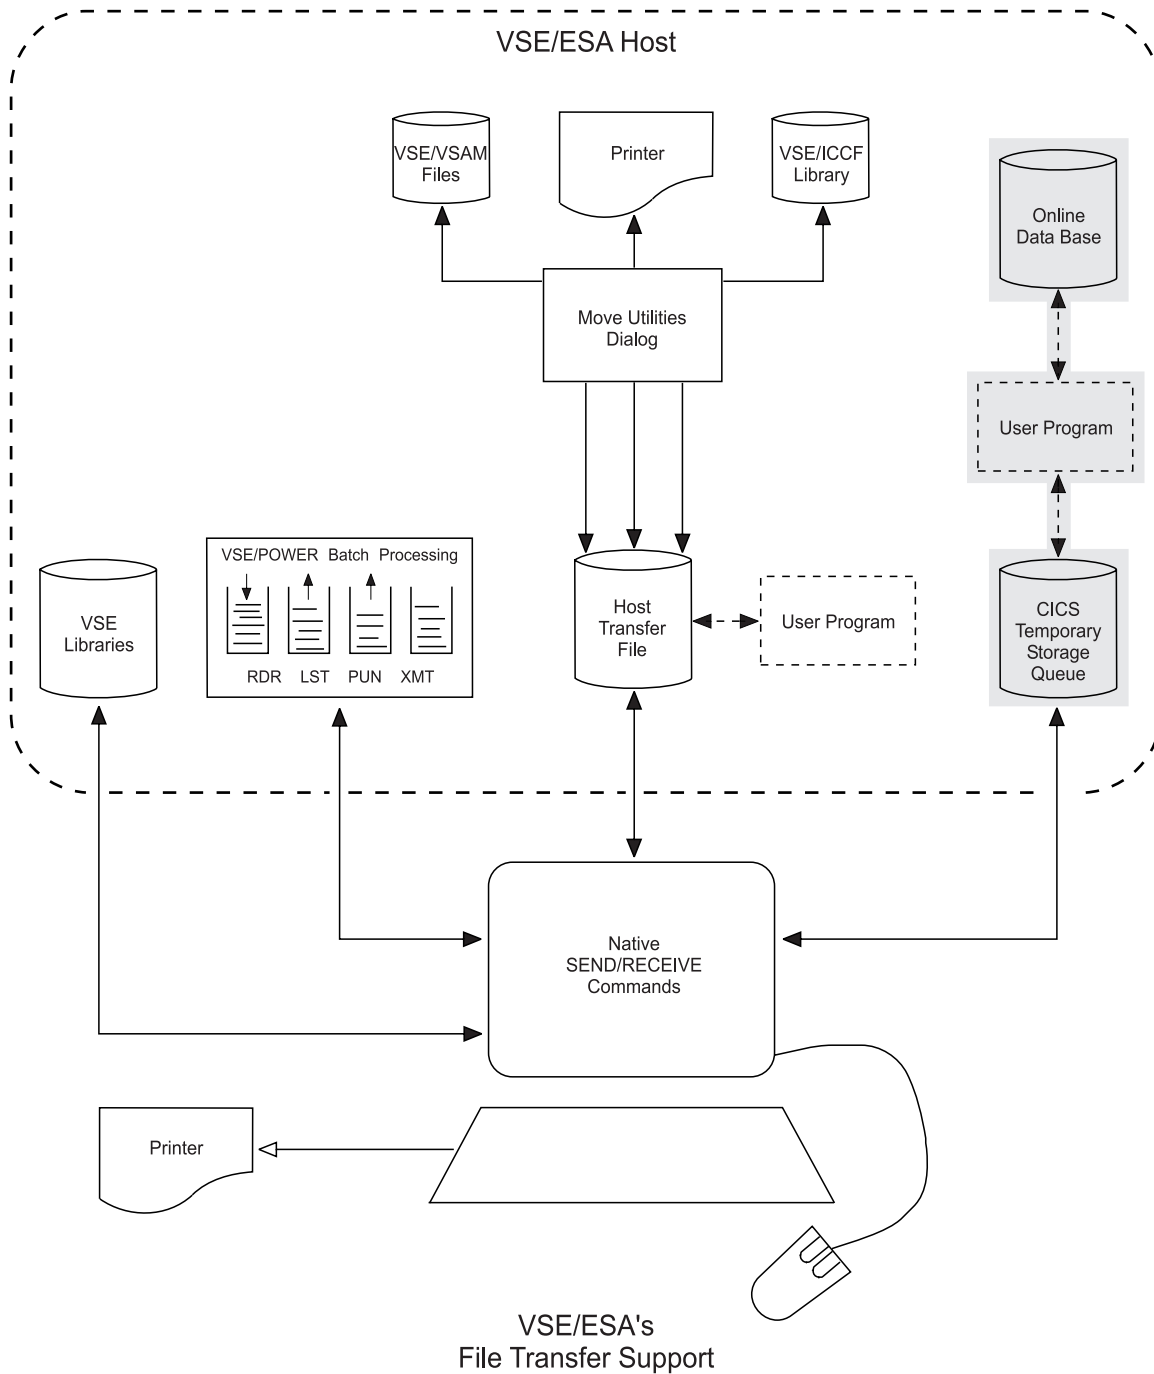 VSE/ESA Host
VSE/VSAM
Files
Printer
VSE/ICCF
Library
Online
Data Base
Move Utilities
Dialog
User Program
VSE
Libraries
VSE/POWER Batch Processing
RDR LST PUN XMT
Host
Transfer
File
User Program
CICS
Temporary
Storage
Queue
Native
SEND/RECEIVE
Commands
Printer
VSE/ESA's
File Transfer Support